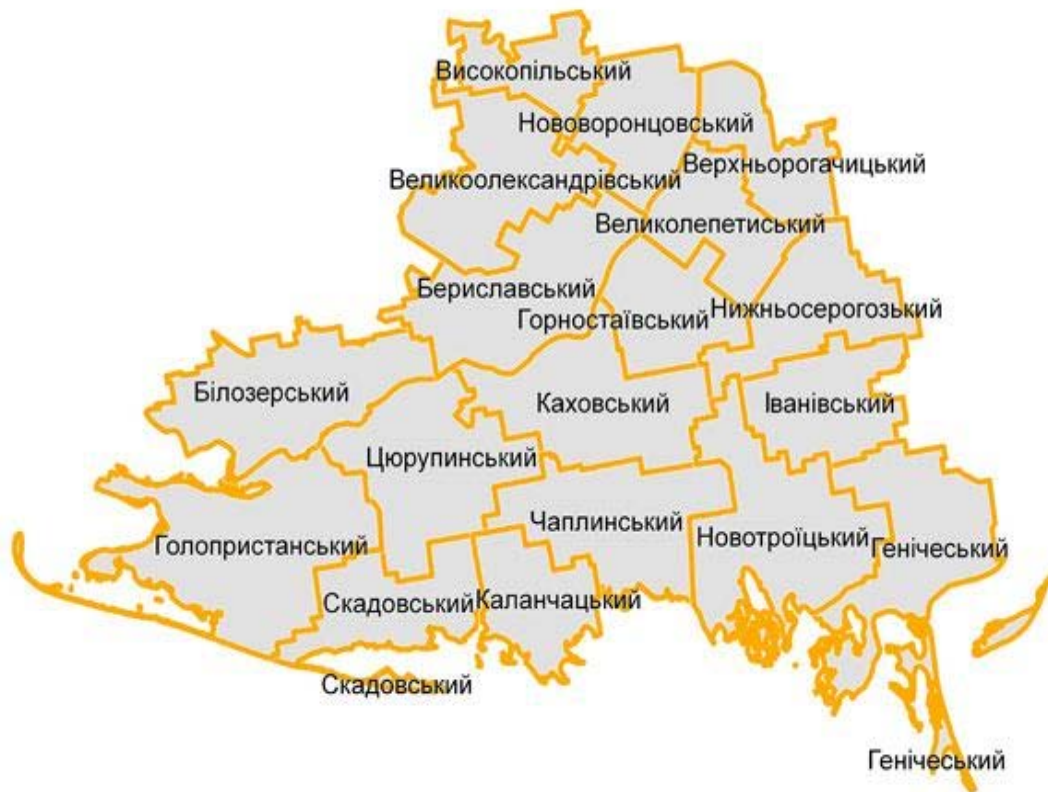 Високопільський
Нововоронцовський
Верхньорогачицький
Великоолександрівський
Великолепетиський
Бериславський
Нижньосерогозький
Горностаївський
Білозерський
Каховський
Іванівський
Цюрупинський
Чаплинський
Новотроїцький
Голопристанський
Генічеський
Скадовський
Каланчацький
Скадовський
Генічеський